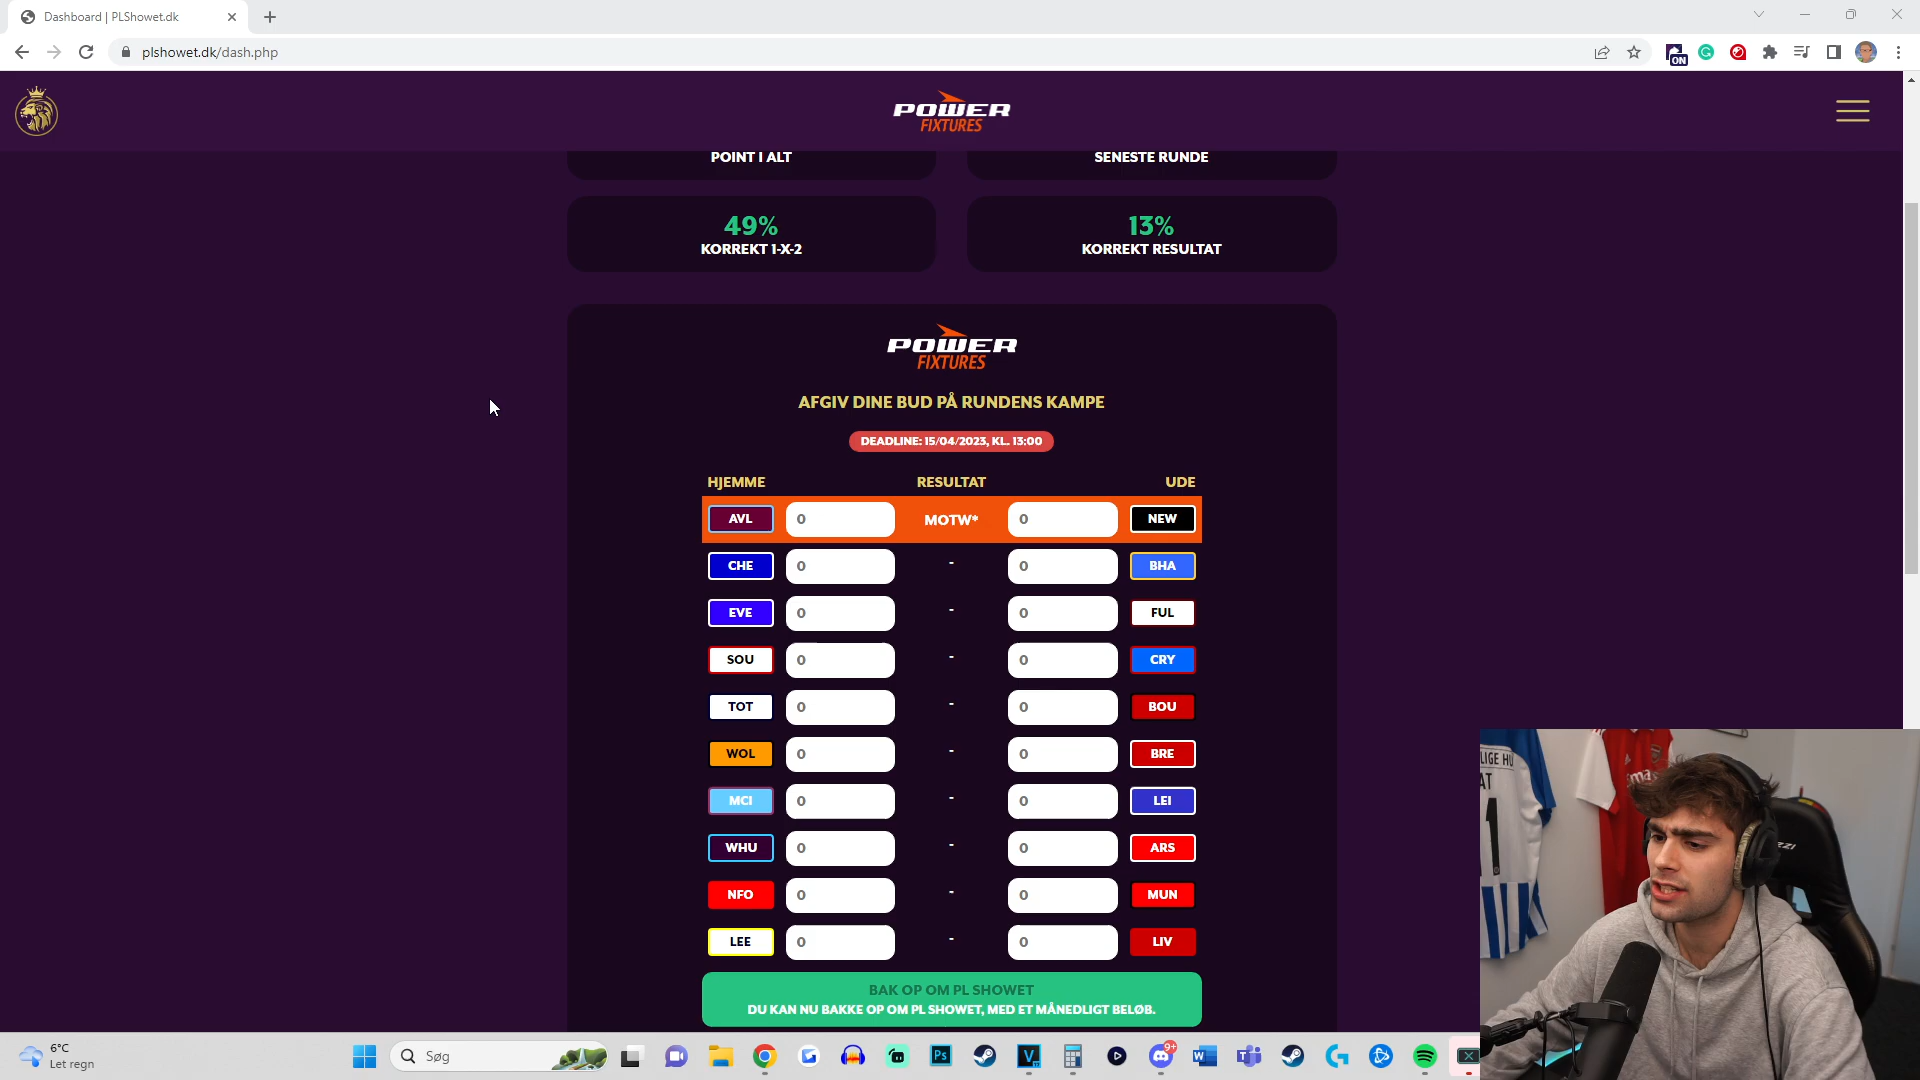 Dashboard | PLShowet.dk
plshowet.dk/dash.php
ON
POWER
FIXTURES
POINT I ALT
SENESTE RUNDE
49%
KORREKT 1-X-2
13%
KORREKT RESULTAT
POWER
FIXTURES
AFGIV DINE BUD PÅ RUNDENS KAMPE
DEADLINE: 15/04/2023, KL. 13:00
HJEMME RESULTAT UDE
AVL 0 MOTW* 0 NEW
CHE 0 - 0 BHA
EVE 0 - 0 FUL
SOU 0 - 0 CRY
TOT 0 - 0 BOU
WOL 0 - 0 BRE
MCI 0 - 0 LEI
WHU 0 - 0 ARS
NFO 0 - 0 MUN
LEE 0 - 0 LIV
BAK OP OM PL SHOWET
DU KAN NU BAKKE OP OM PL SHOWET, MED ET MÅNEDLIGT BELØB.
6°C
Let regn
Søg
Ps
V
9+
W
T